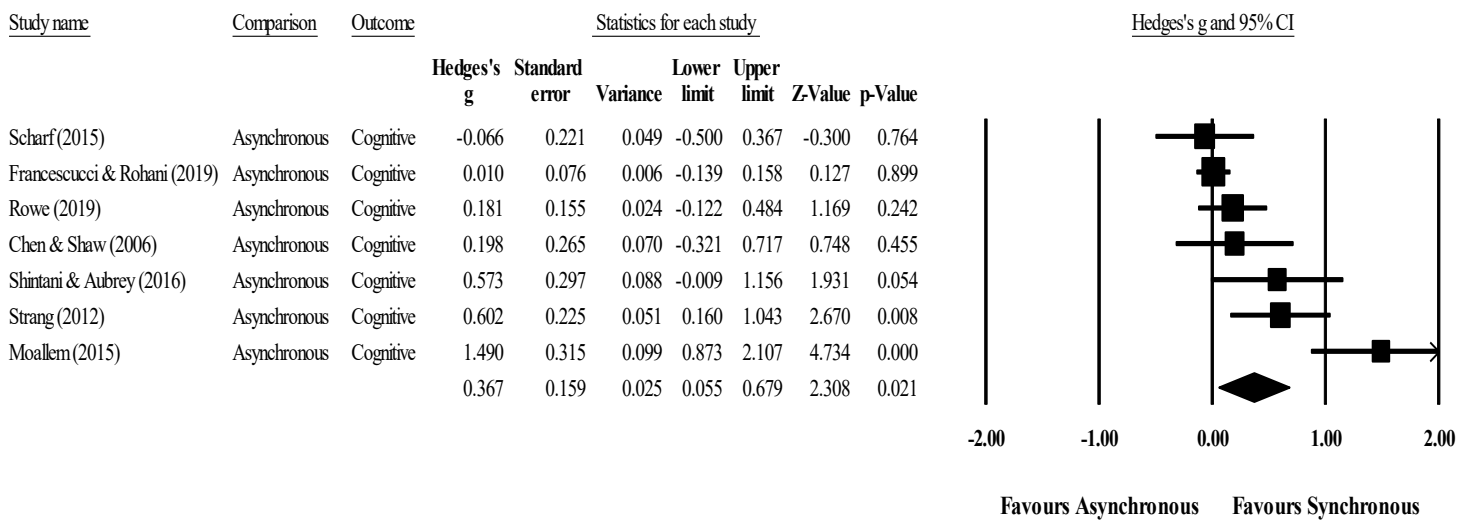 Study name Comparison Outcome Statistics for each study Hedges's g and 95% CI
Hedges's Standard Lower Upper
g error Variance limit limit Z-Value p-Value
Scharf (2015) Asynchronous Cognitive -0.066 0.221 0.049 -0.500 0.367 -0.300 0.764
Francescucci & Rohani (2019) Asynchronous Cognitive 0.010 0.076 0.006 -0.139 0.158 0.127 0.899
Rowe (2019) Asynchronous Cognitive 0.181 0.155 0.024 -0.122 0.484 1.169 0.242
Chen & Shaw (2006) Asynchronous Cognitive 0.198 0.265 0.070 -0.321 0.717 0.748 0.455
Shintani & Aubrey (2016) Asynchronous Cognitive 0.573 0.297 0.088 -0.009 1.156 1.931 0.054
Strang (2012) Asynchronous Cognitive 0.602 0.225 0.051 0.160 1.043 2.670 0.008
Moallem (2015) Asynchronous Cognitive 1.490 0.315 0.099 0.873 2.107 4.734 0.000
0.367 0.159 0.025 0.055 0.679 2.308 0.021
-2.00 -1.00 0.00 1.00 2.00
Favours Asynchronous Favours Synchronous